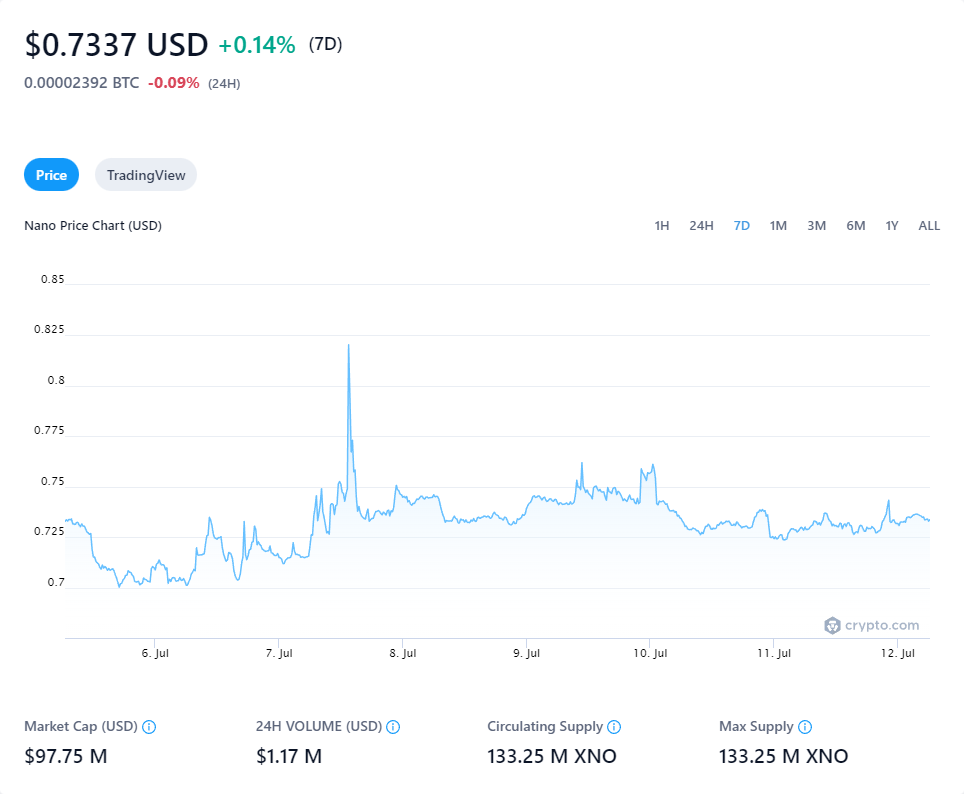 $0.7337 USD +0.14% (7D)
0.00002392 BTC -0.09% (24H)
Price TradingView
Nano Price Chart (USD) 1H 24H 7D 1M 3M 6M 1Y ALL
0.85
0.825
0.8
0.775
0.75
0.725
0.7
crypto.com
6. Jul 7. Jul 8. Jul 9. Jul 10. Jul 11. Jul 12. Jul
Market Cap (USD) 24H VOLUME (USD) Circulating Supply Max Supply
$97.75 M $1.17 M 133.25 M XNO 133.25 M XNO